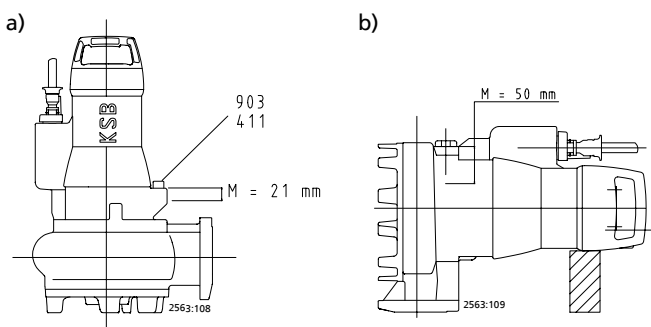 a)
KSB
903
411
M = 21 mm
2563:108
b)
M = 50 mm
2563:109